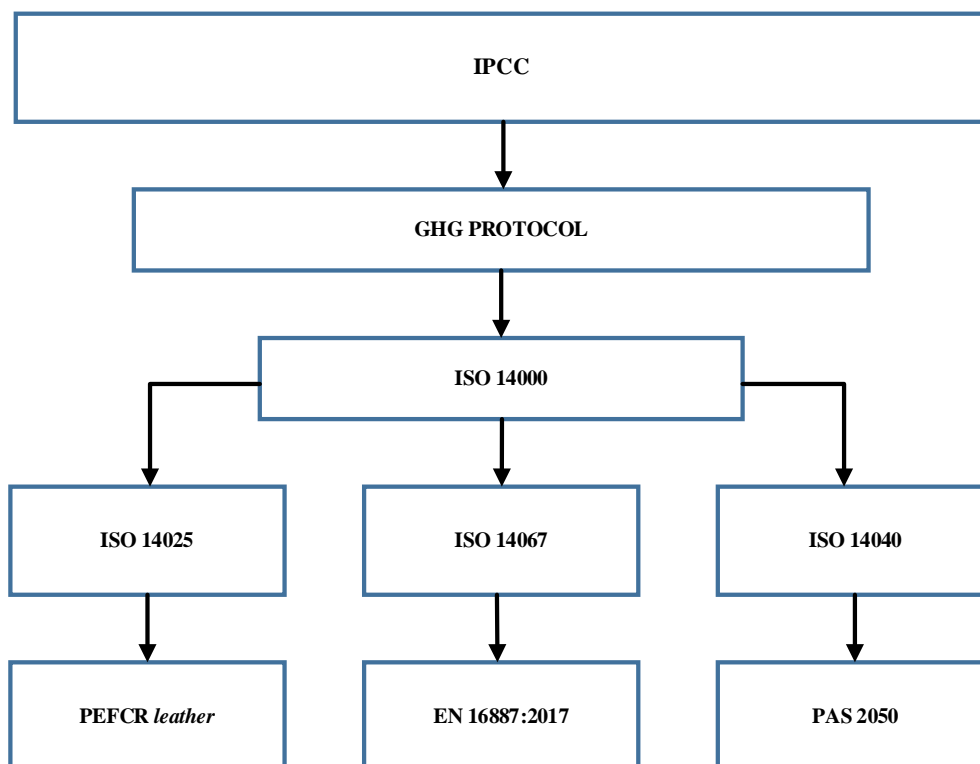 IPCC
GHG PROTOCOL
ISO 14000
ISO 14025
ISO 14067
ISO 14040
PEFCR leather
EN 16887:2017
PAS 2050